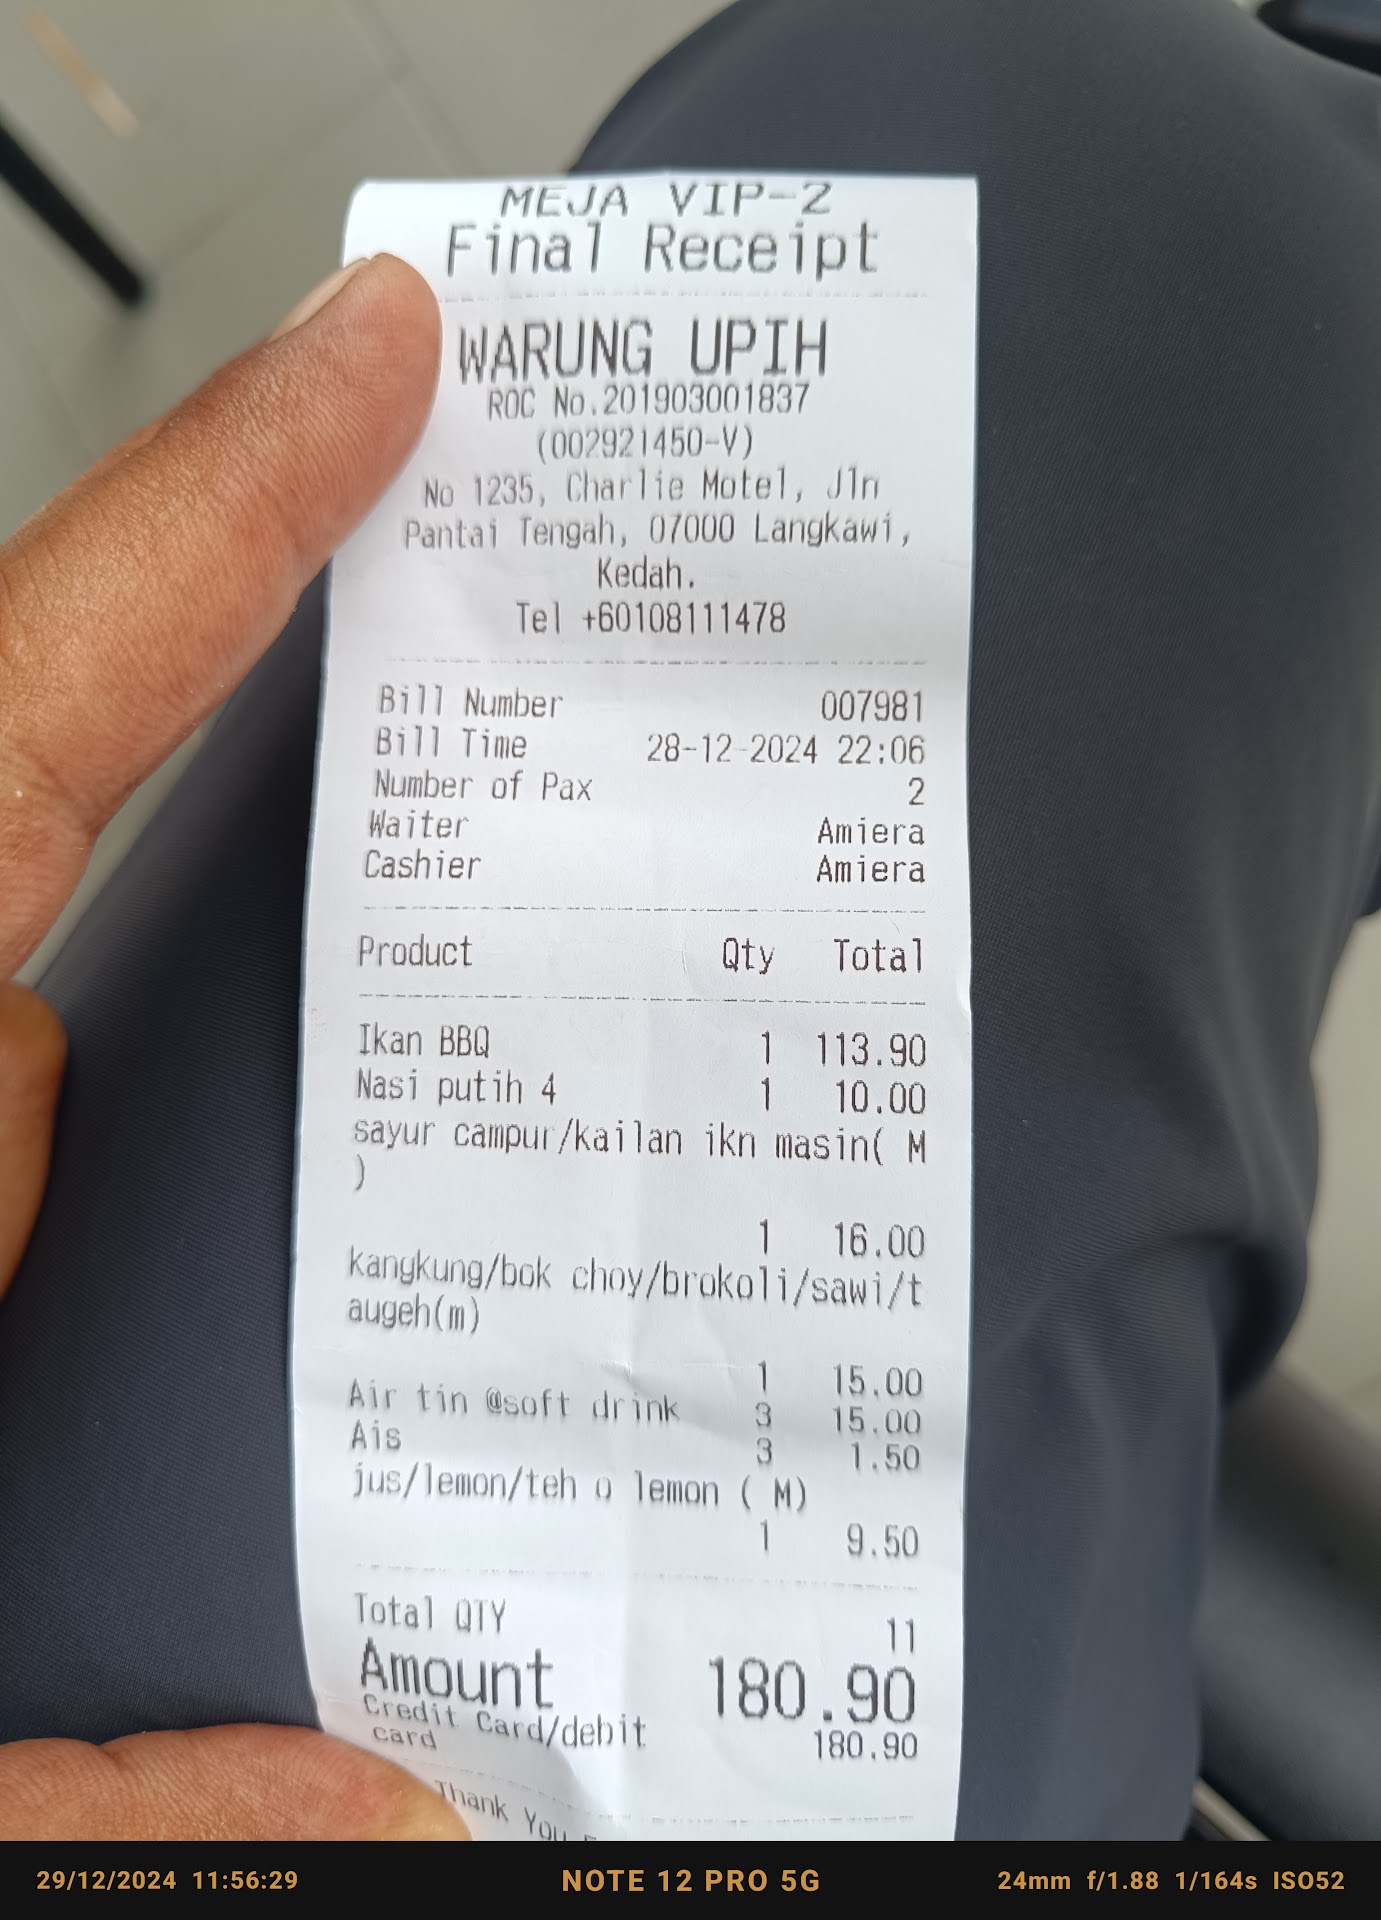 MEJA VIP-2
Final Receipt
WARUNG UPIH
ROC No.201903001837
(002921450-V)
No 1235, Charlie Motel, Jln
Pantai Tengah, 07000 Langkawi,
Kedah.
Tel +60108111478
Bill Number 007981
Bill Time 28-12-2024 22:06
Number of Pax 2
Waiter Amiera
Cashier Amiera
Product Qty Total
Ikan BBQ 1 113.90
Nasi putih 4 1 10.00
sayur campur/kailan ikn masin( M
)
1 16.00
kangkung/bok choy/brokoli/sawi/t
augeh(m)
1 15.00
Air tin @soft drink 3 15.00
Ais 3 1.50
jus/lemon/teh o lemon ( M)
1 9.50
Total QTY 11
Amount 180.90
Credit Card/debit 180.90
card
Thank You
29/12/2024 11:56:29 NOTE 12 PRO 5G 24mm f/1.88 1/164s ISO52